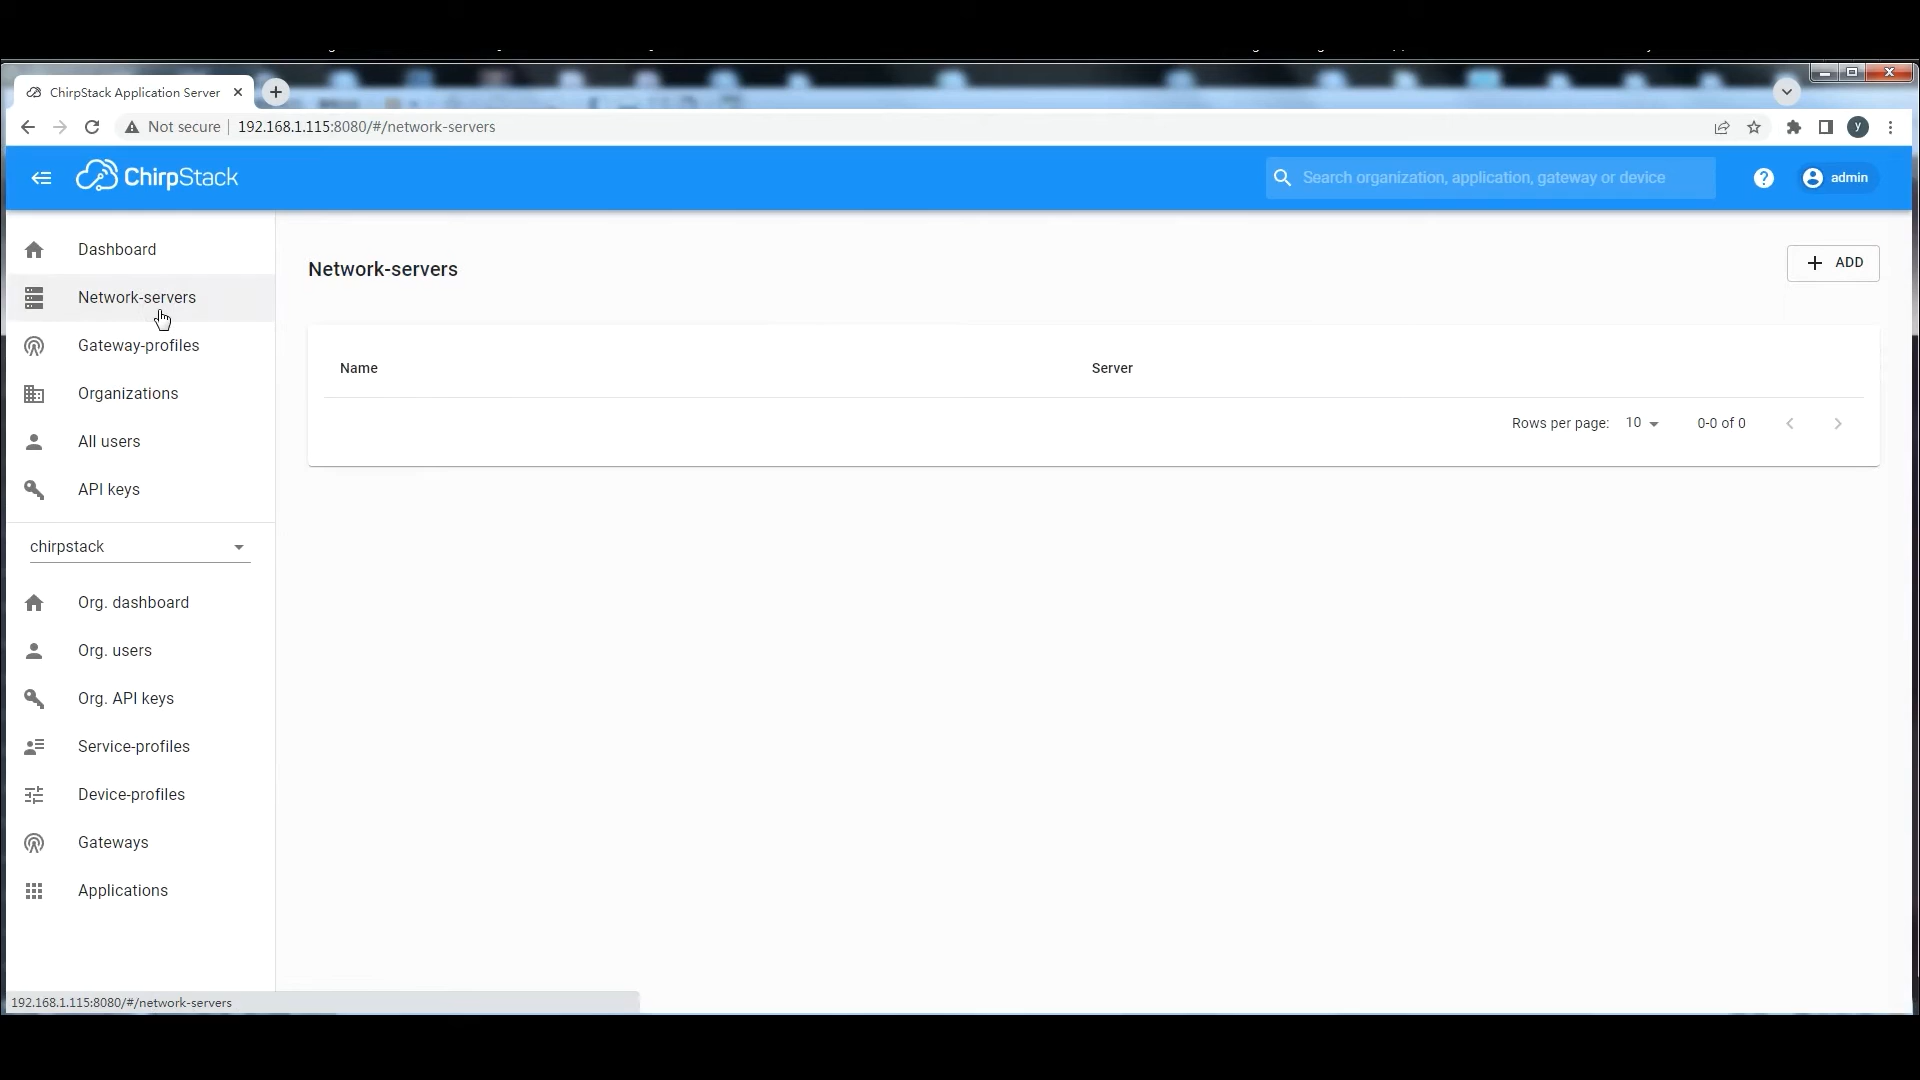 ChirpStack Application Server
Not secure
192.168.1.115:8080/#/network-servers
ChirpStack
Search organization, application, gateway or device
?
admin
Dashboard
Network-servers
Gateway-profiles
Organizations
All users
API keys
chirpstack
Org. dashboard
Org. users
Org. API keys
Service-profiles
Device-profiles
Gateways
Applications
Network-servers
+ ADD
Name Server
Rows per page: 10 0-0 of 0
y
192.168.1.115:8080/#/network-servers